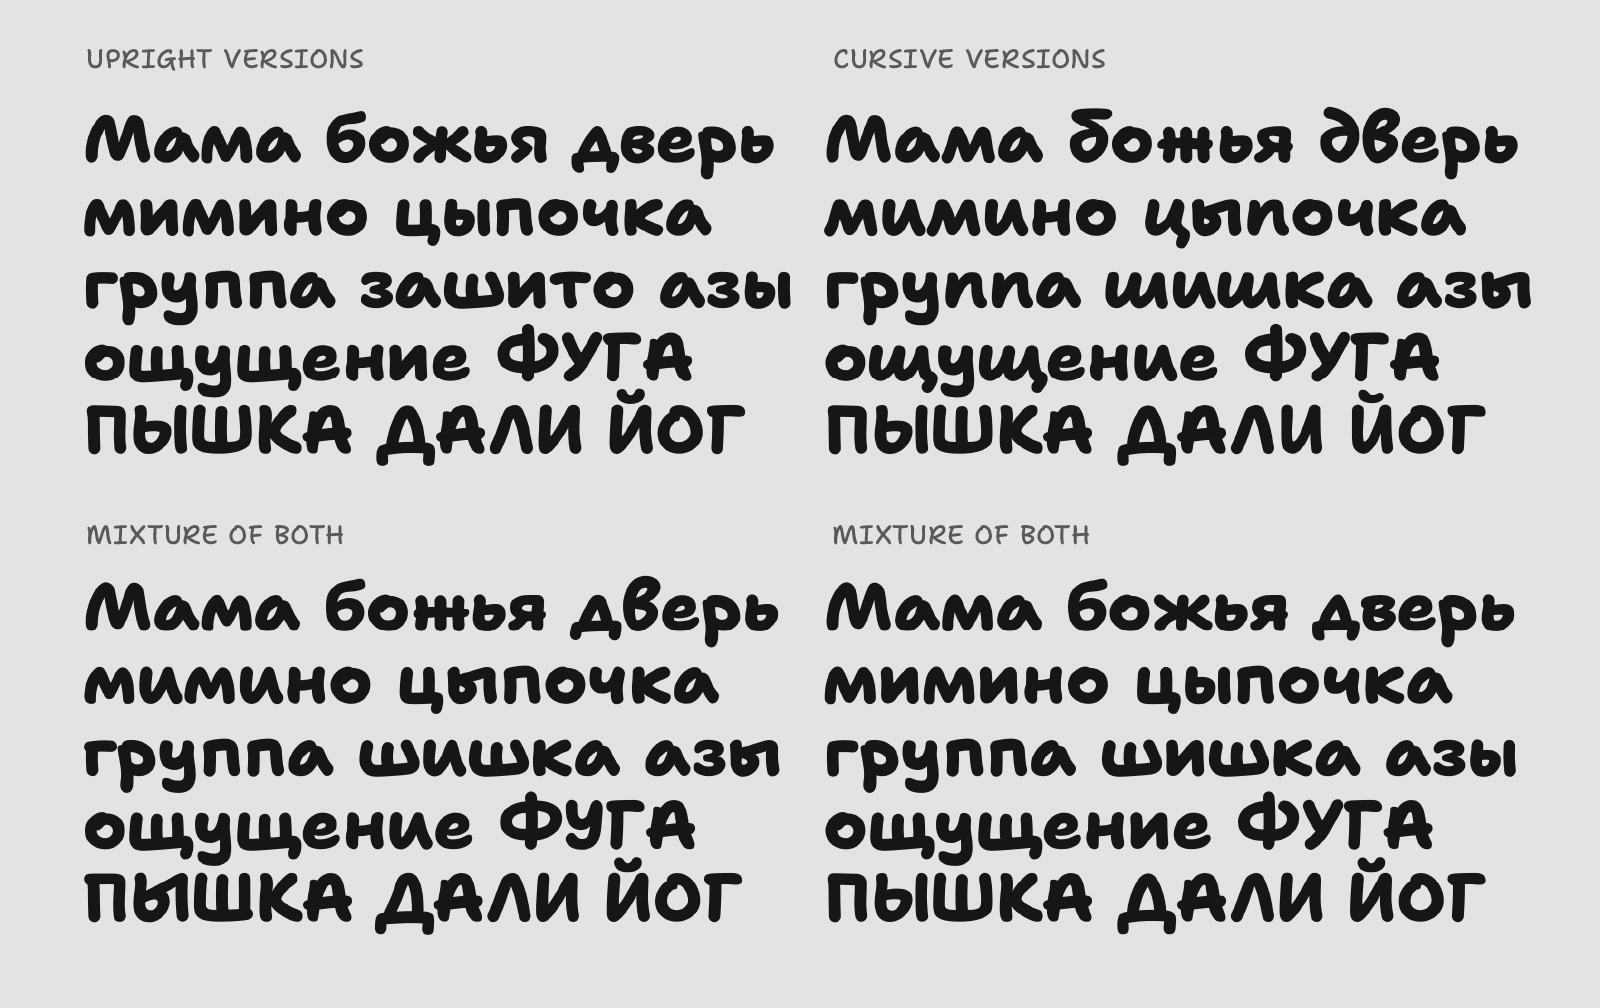 UPRIGHT VERSIONS
Мама божья дверь
мимино цыпочка
группа зашито азы
ощущение ФУГА
ПЫШКА ДАЛИ ЙОГ
CURSIVE VERSIONS
Мама божья дверь
мимино цыпочка
группа шишка азы
ощущение ФУГА
ПЫШКА ДАЛИ ЙОГ
MIXTURE OF BOTH
Мама божья дверь
мимино цыпочка
группа шишка азы
ощущение ФУГА
ПЫШКА ДАЛИ ЙОГ
MIXTURE OF BOTH
Мама божья дверь
мимино цыпочка
группа шишка азы
ощущение ФУГА
ПЫШКА ДАЛИ ЙОГ